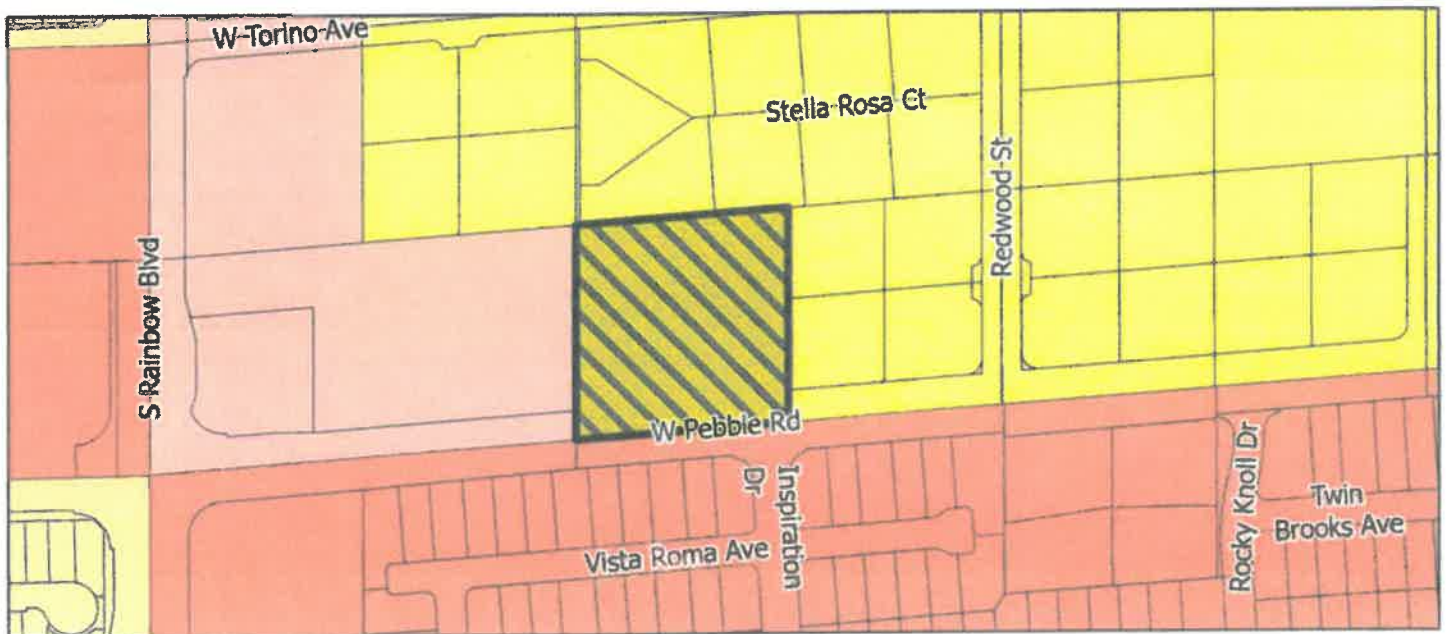 W Torino Ave
Stella Rosa Ct
Redwood St
S Rainbow Blvd
W Pebble Rd
Inspiration
Dr
Rocky Knoll Dr
Twin
Brooks Ave
Vista Roma Ave